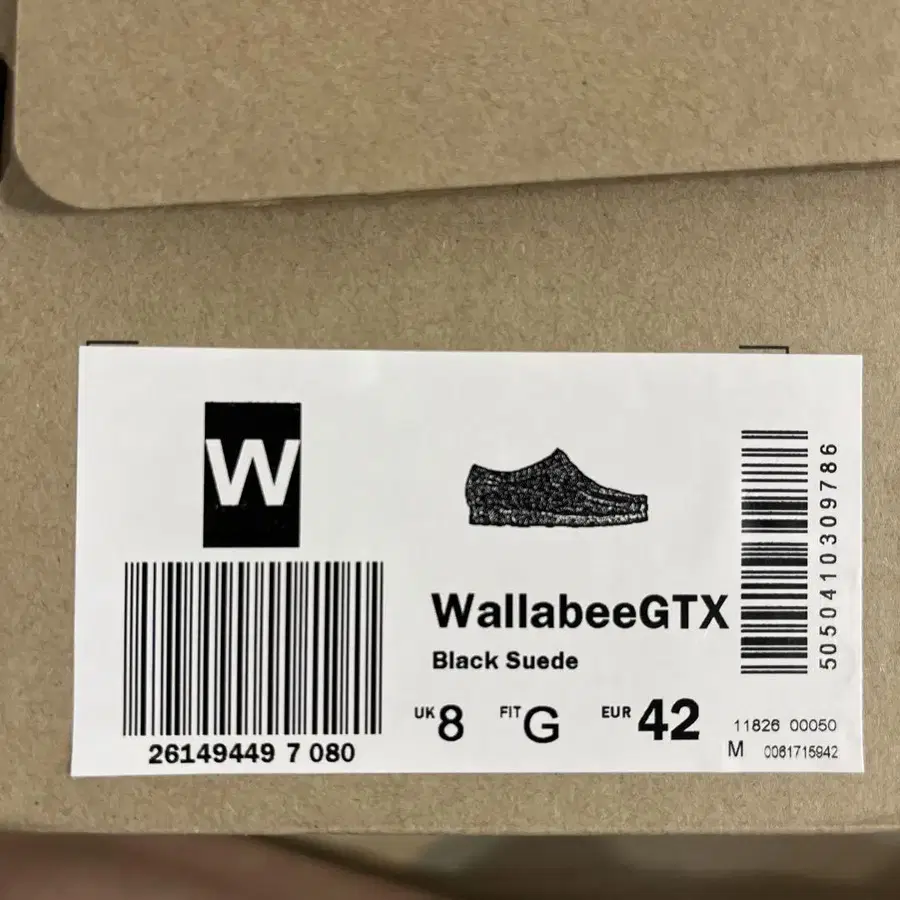 W
26149449 7 080
WallabeeGTX
Black Suede
UK 8 FIT G EUR 42
5050410309786
11826 00050
M 0061715942